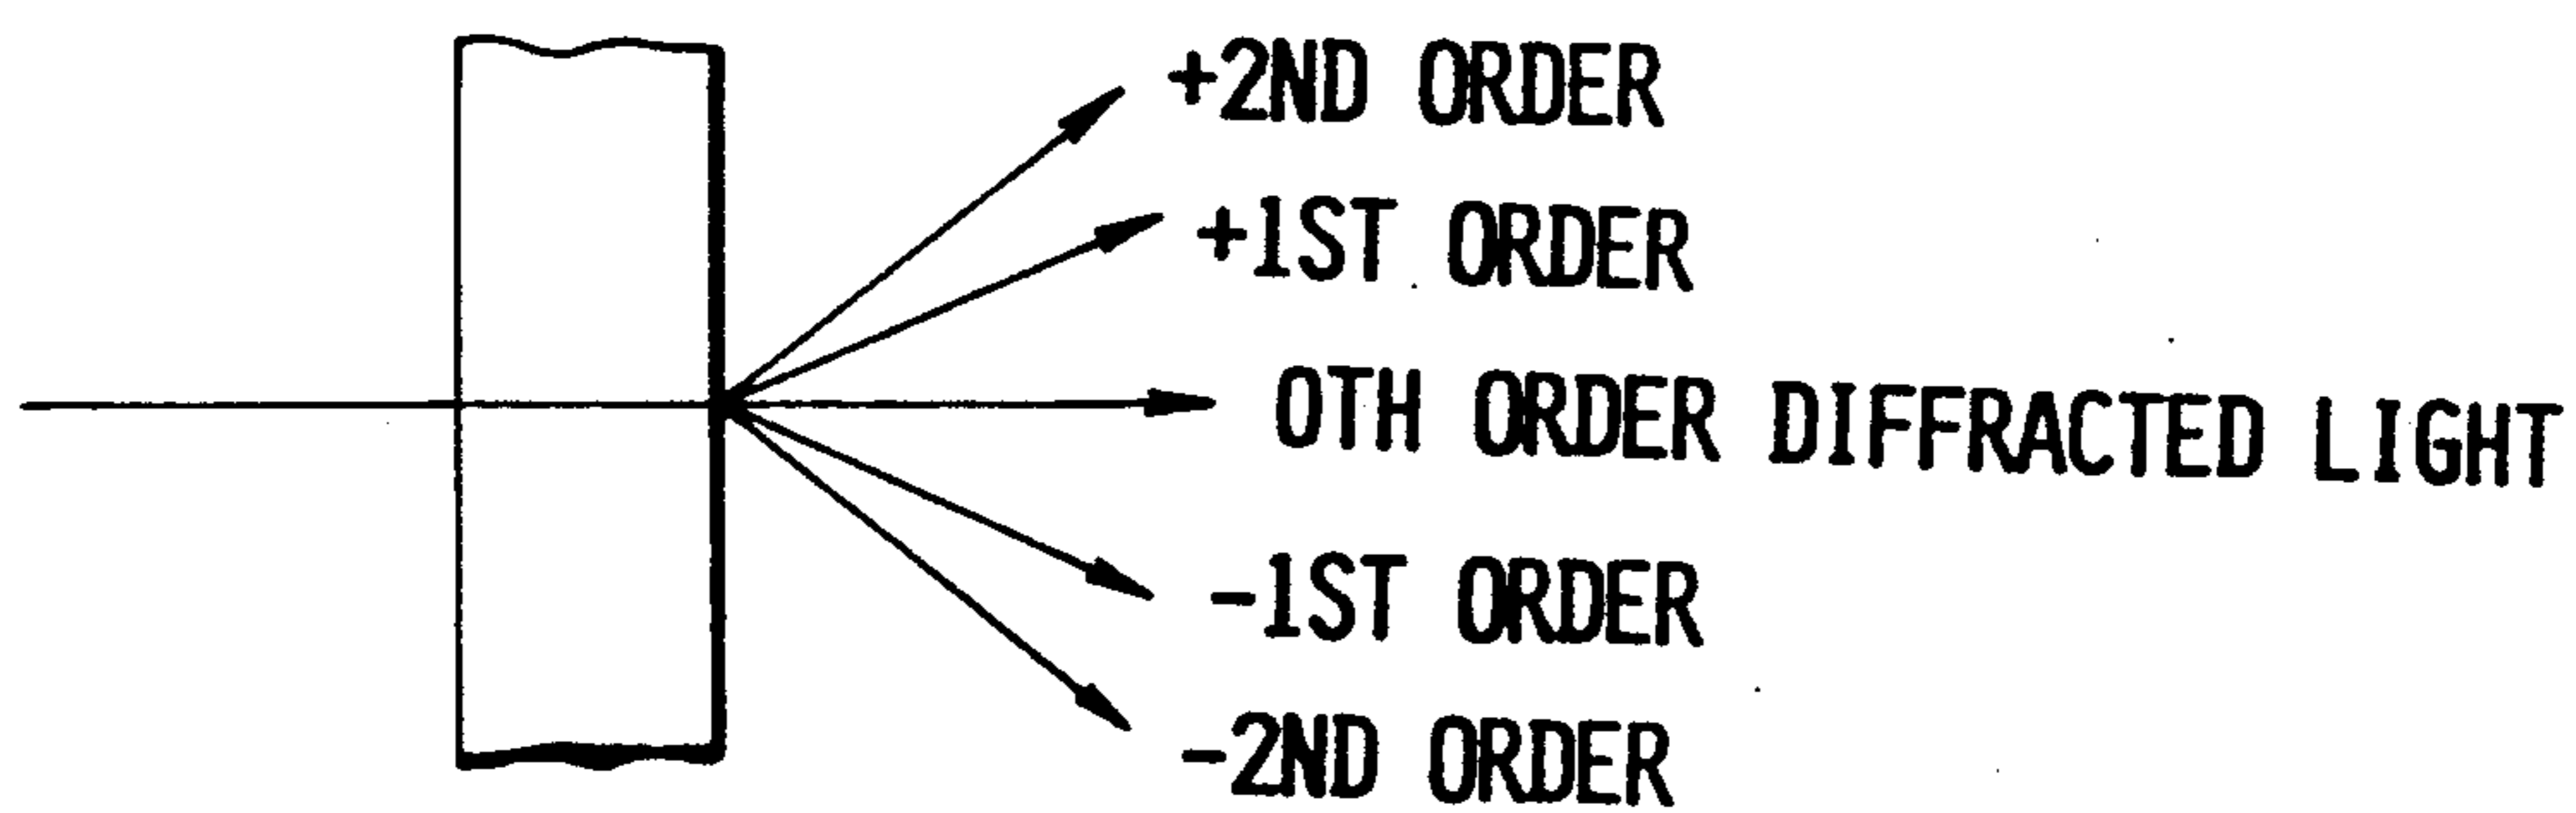 +2ND ORDER
+1ST ORDER
0TH ORDER DIFFRACTED LIGHT
-1ST ORDER
-2ND ORDER